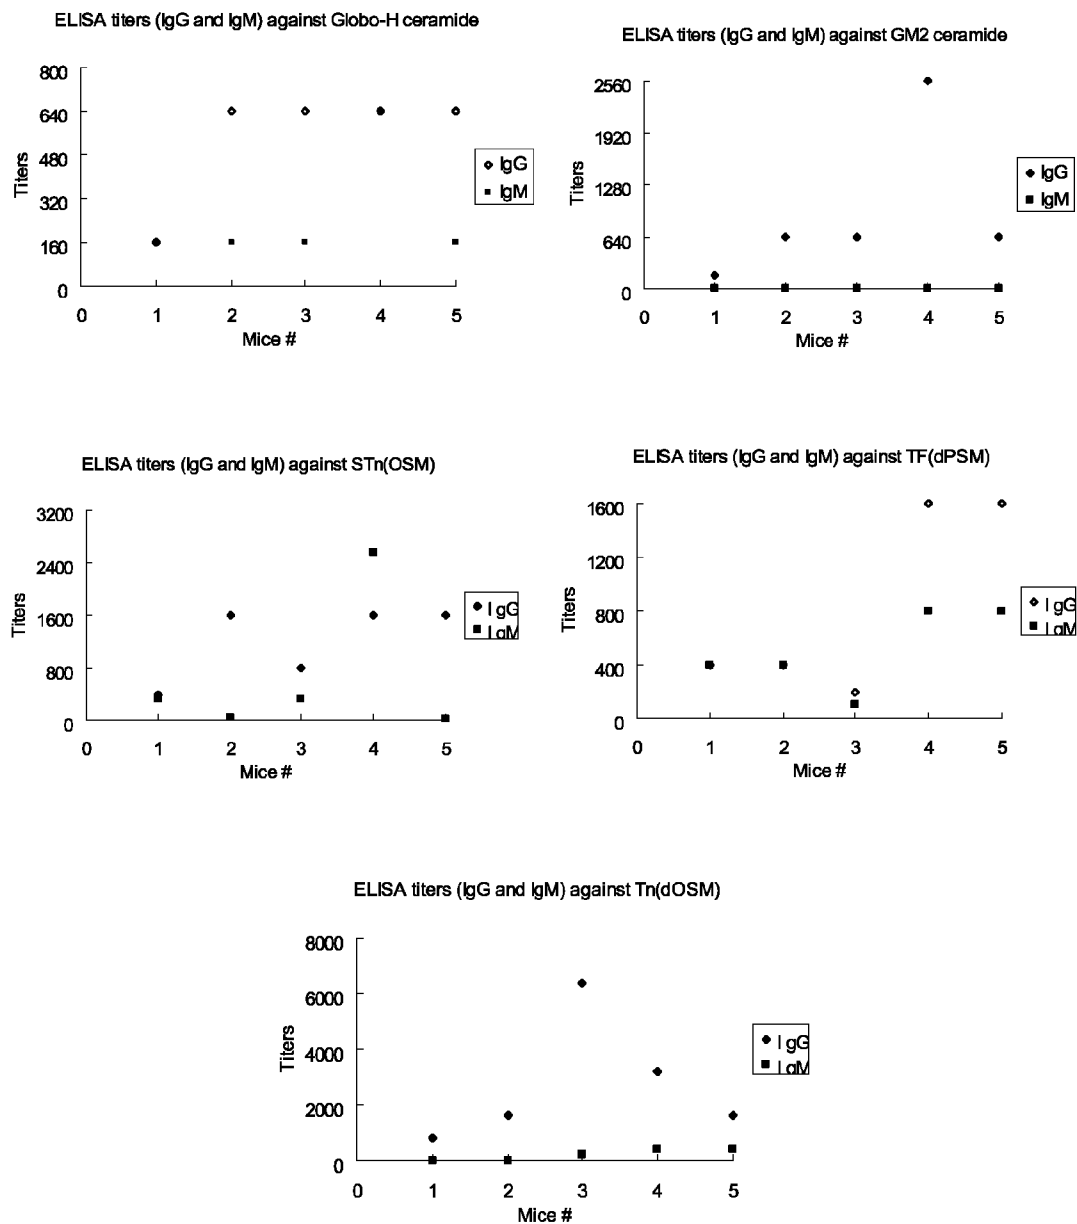 ELISA titers (IgG and IgM) against Globo-H ceramide
800
640
480
320
160
0
Titers
0 1 2 3 4 5
Mice #
IgG
IgM
ELISA titers (IgG and IgM) against GM2 ceramide
2560
1920
1280
640
0
Titers
0 1 2 3 4 5
Mice #
IgG
IgM
ELISA titers (IgG and IgM) against STn(OSM)
3200
2400
1600
800
0
Titers
0 1 2 3 4 5
Mice #
IgG
IgM
ELISA titers (IgG and IgM) against TF(dPSM)
1600
1200
800
400
0
Titers
0 1 2 3 4 5
Mice #
IgG
IgM
ELISA titers (IgG and IgM) against Tn(dOSM)
8000
6000
4000
2000
0
Titers
0 1 2 3 4 5
Mice #
IgG
IgM